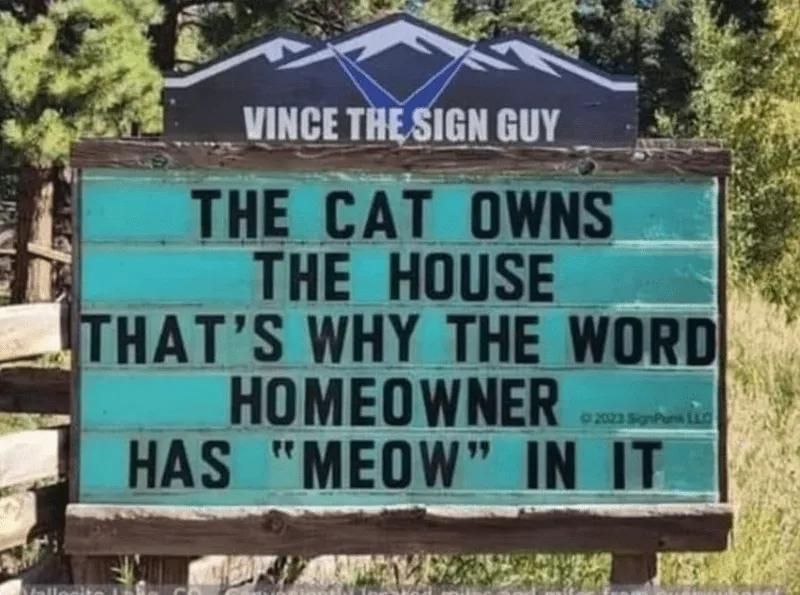 VINCE THE SIGN GUY
THE CAT OWNS
THE HOUSE
THAT'S WHY THE WORD
HOMEOWNER
© 2023 SignPunk LLC
HAS "MEOW" IN IT